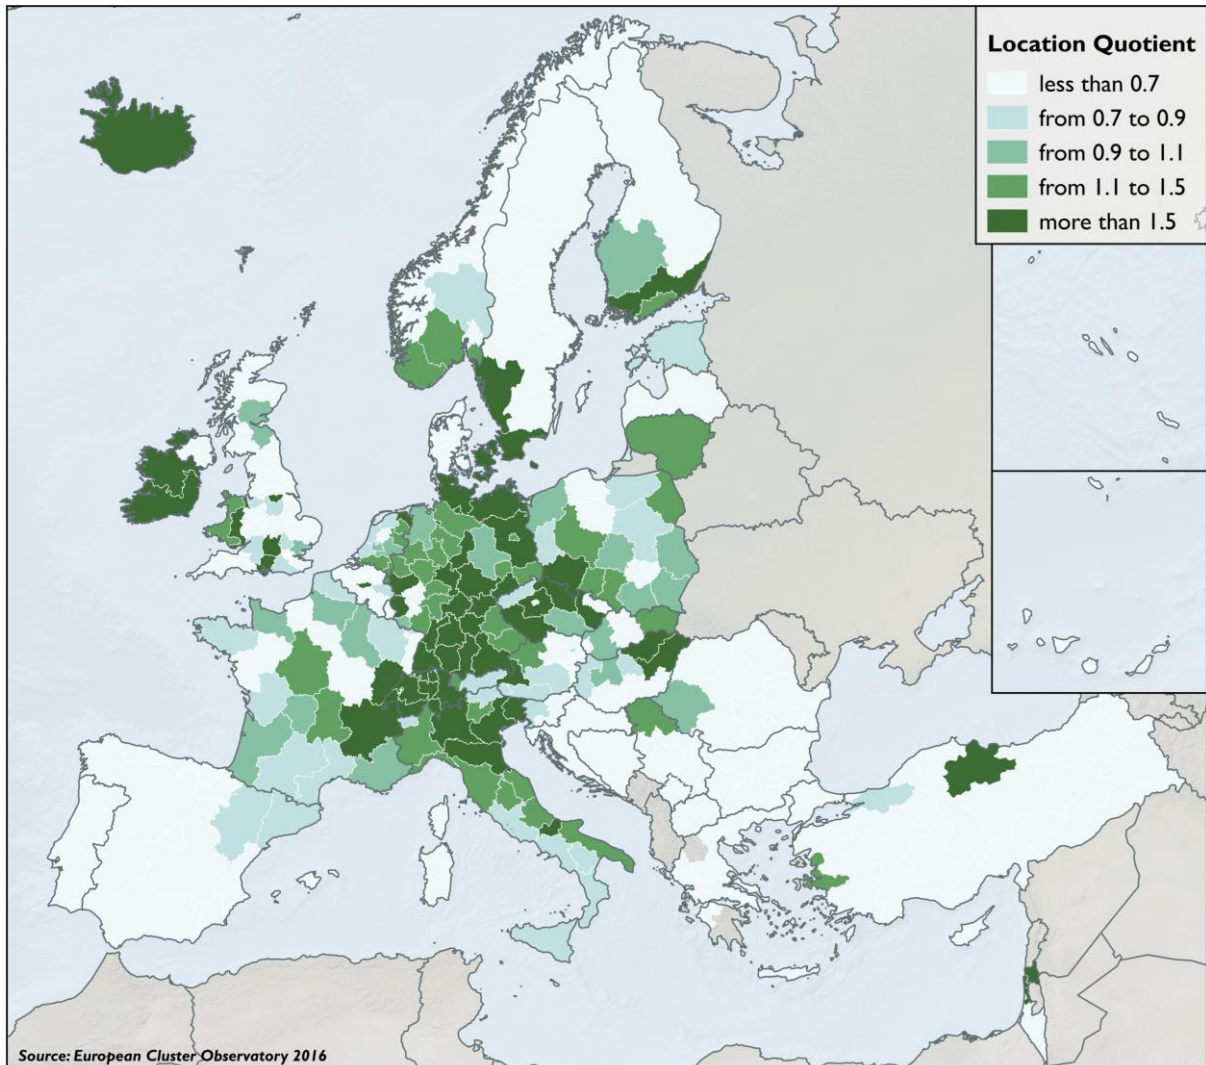 Location Quotient
less than 0.7
from 0.7 to 0.9
from 0.9 to 1.1
from 1.1 to 1.5
more than 1.5
Source: European Cluster Observatory 2016